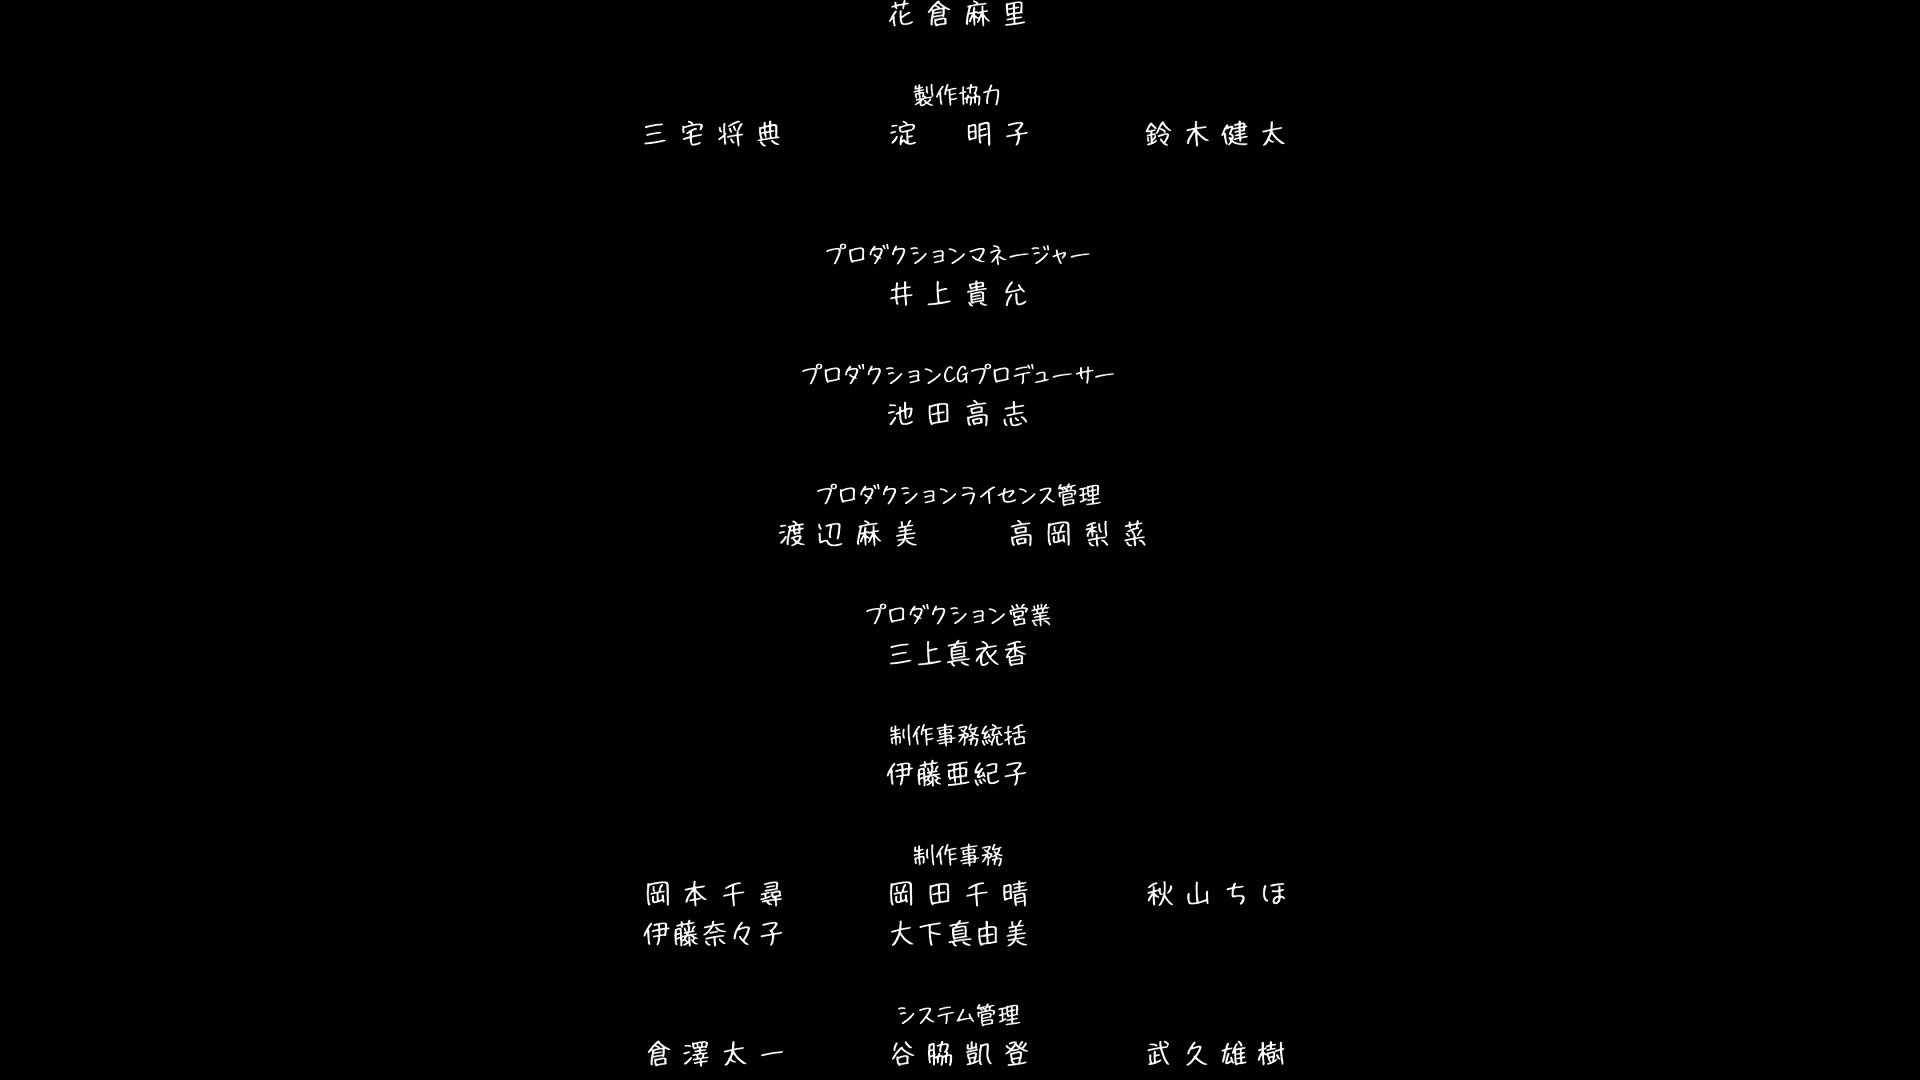 花倉麻里
製作協力
三宅将典 淀 明子 鈴木健太
プロダクションマネージャー
井上貴允
プロダクションCGプロデューサー
池田高志
プロダクションライセンス管理
渡辺麻美 高岡梨菜
プロダクション営業
三上真衣香
制作事務統括
伊藤亜紀子
制作事務
岡本千尋 岡田千晴 秋山ちほ
伊藤奈々子 大下真由美
システム管理
倉澤太一 谷脇凱登 武久雄樹